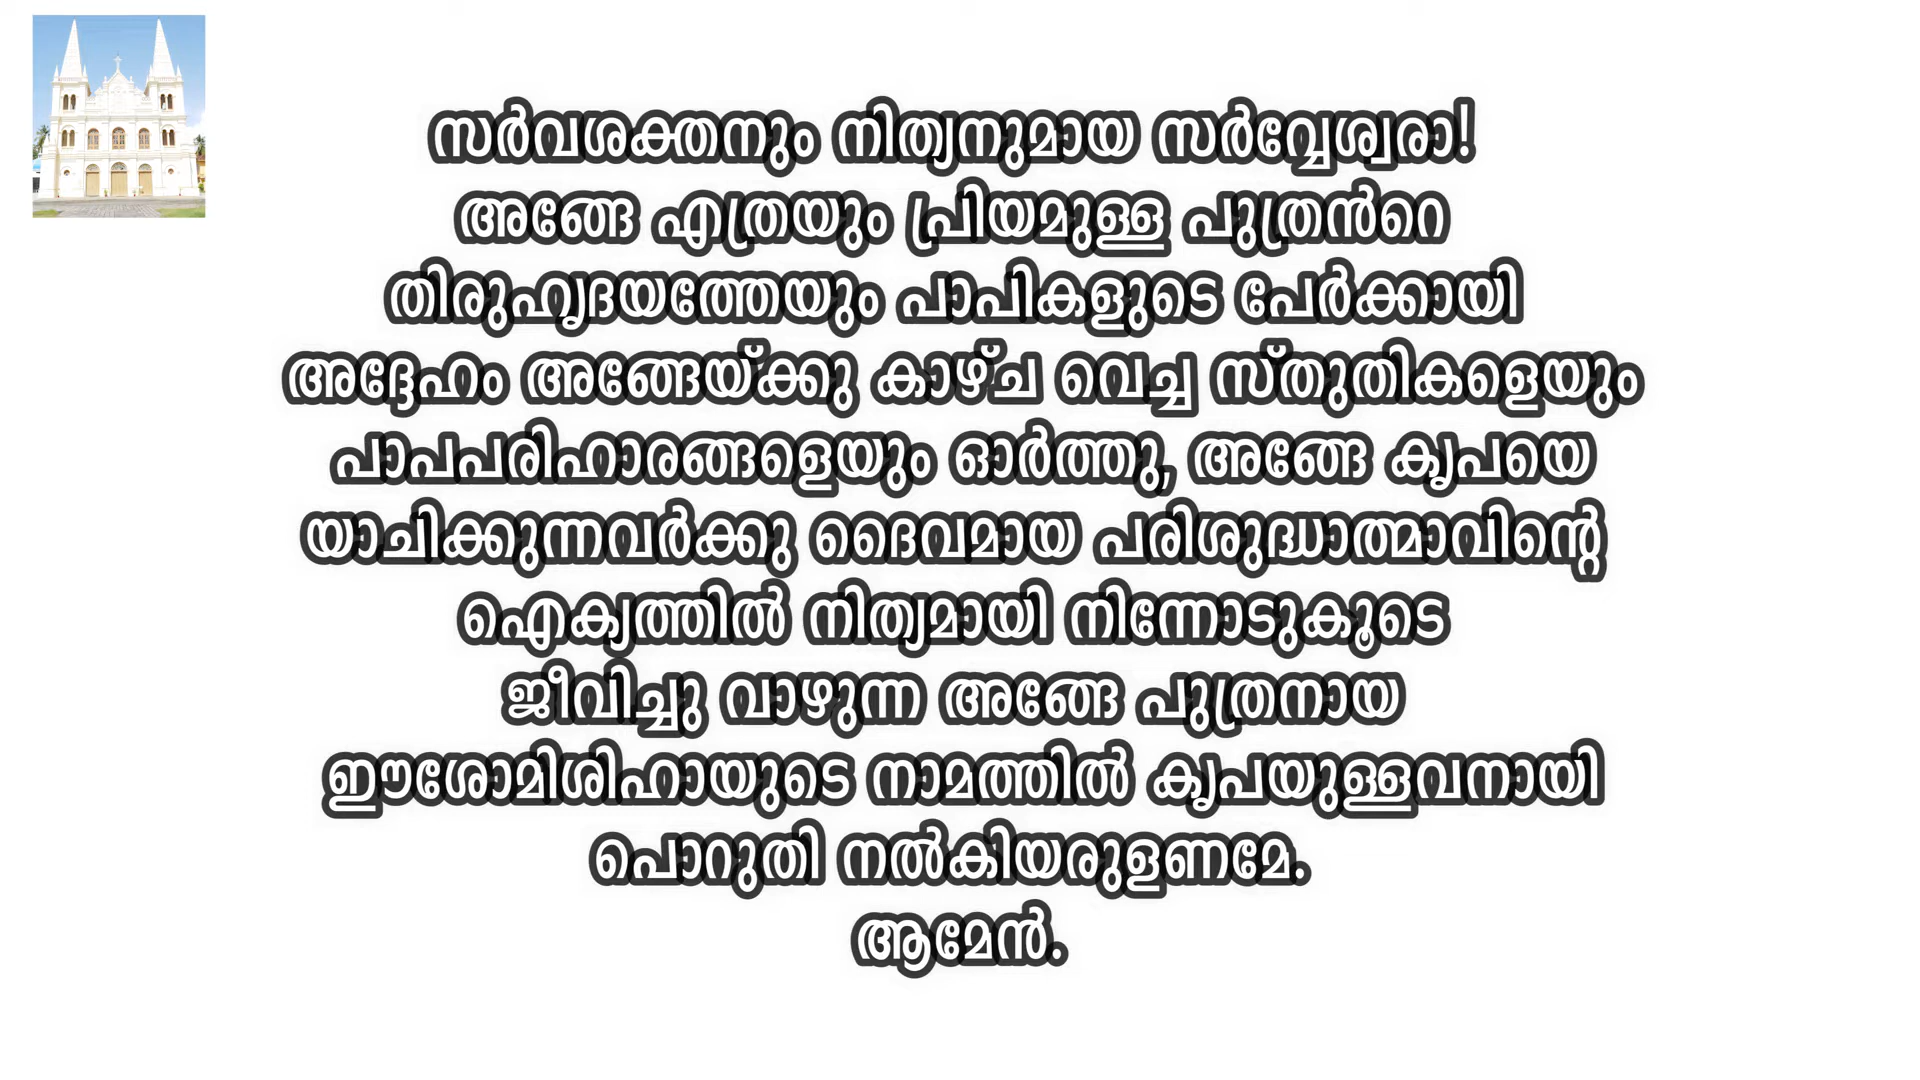 സർവശക്തനും നിത്യനുമായ സർവ്വേശ്വരാ!
അങ്ങേ എത്രയും പ്രിയമുള്ള പുത്രൻറെ
തിരുഹൃദയത്തേയും പാപികളുടെ പേർക്കായി
അദ്ദേഹം അങ്ങേയ്ക്കു കാഴ്ച വെച്ച സ്തുതികളെയും
പാപപരിഹാരങ്ങളെയും ഓർത്തു, അങ്ങേ കൃപയെ
യാചിക്കുന്നവർക്കു ദൈവമായ പരിശുദ്ധാത്മാവിന്റെ
ഐക്യത്തിൽ നിത്യമായി നിന്നോടുകൂടെ
ജീവിച്ചു വാഴുന്ന അങ്ങേ പുത്രനായ
ഈശോമിശിഹായുടെ നാമത്തിൽ കൃപയുള്ളവനായി
പൊറുതി നൽകിയരുളണമേ.
ആമേൻ.